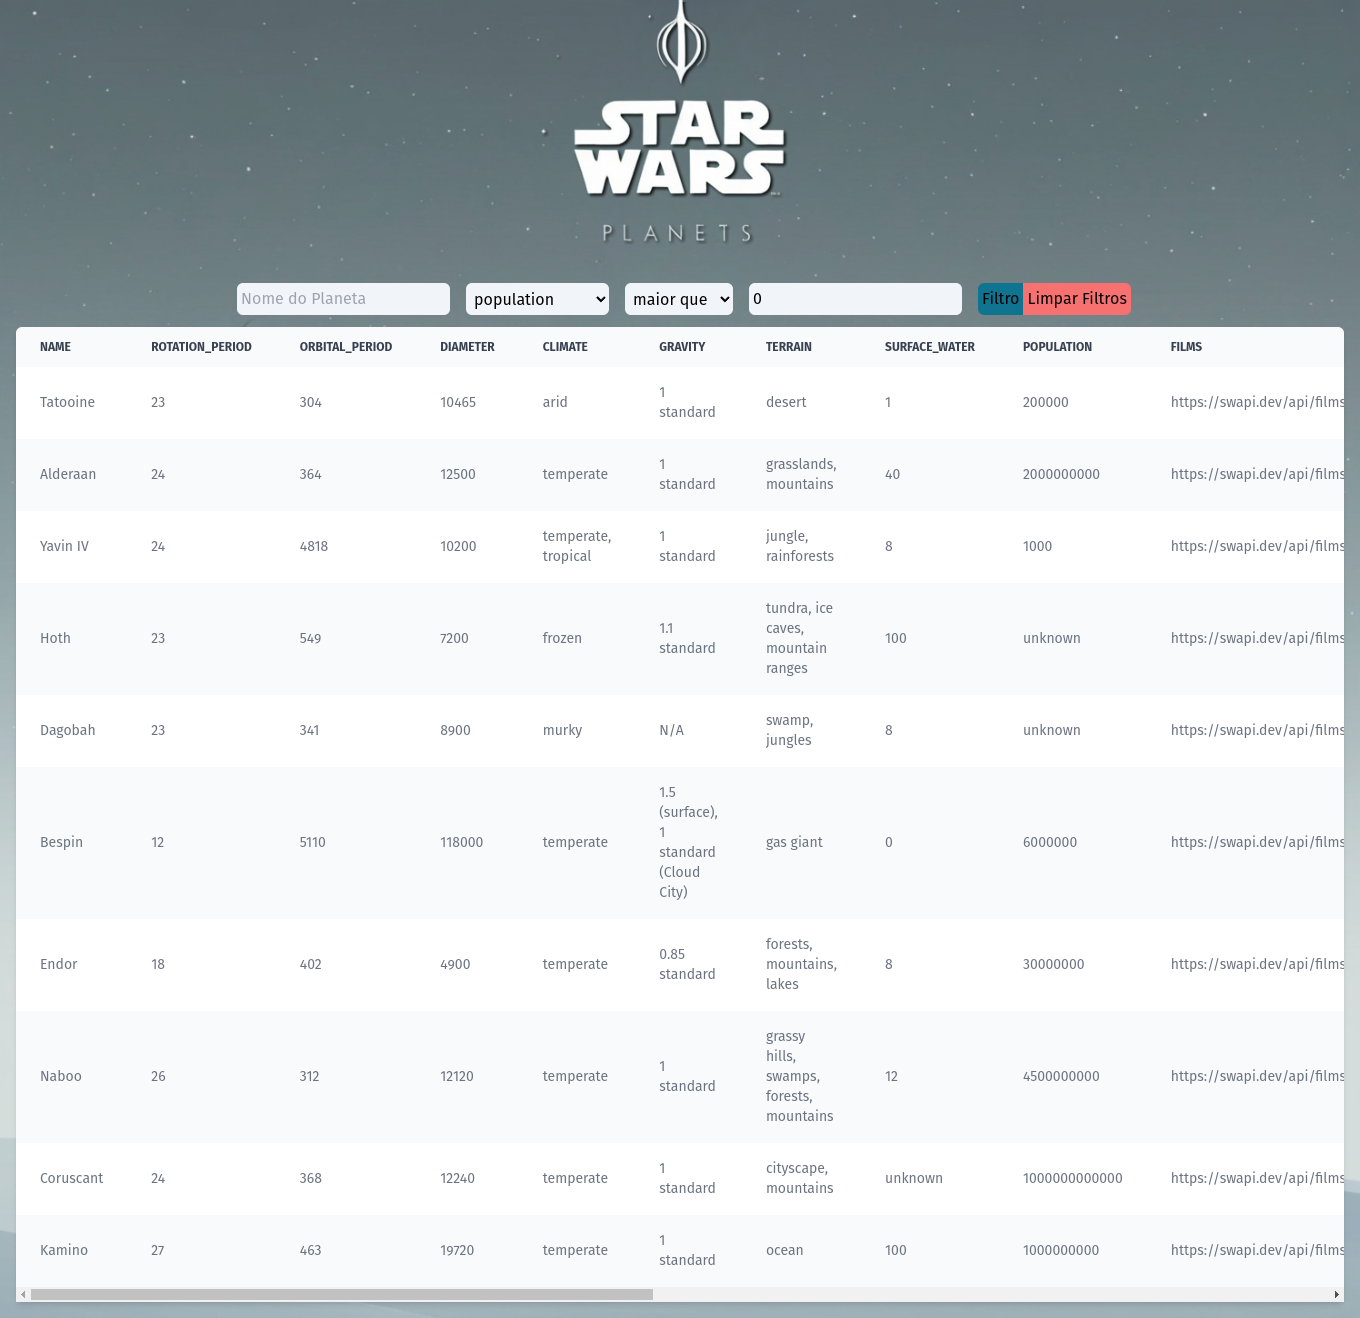 STAR
WARS
PLANETS
Nome do Planeta population maior que 0 Filtro Limpar Filtros
NAME ROTATION_PERIOD ORBITAL_PERIOD DIAMETER CLIMATE GRAVITY TERRAIN SURFACE_WATER POPULATION FILMS
Tatooine 23 304 10465 arid 1 standard desert 1 200000 https://swapi.dev/api/films
Alderaan 24 364 12500 temperate 1 standard grasslands, mountains 40 2000000000 https://swapi.dev/api/films
Yavin IV 24 4818 10200 temperate, tropical 1 standard jungle, rainforests 8 1000 https://swapi.dev/api/films
Hoth 23 549 7200 frozen 1.1 standard tundra, ice caves, mountain ranges 100 unknown https://swapi.dev/api/films
Dagobah 23 341 8900 murky N/A swamp, jungles 8 unknown https://swapi.dev/api/films
Bespin 12 5110 118000 temperate 1.5 (surface), 1 standard (Cloud City) gas giant 0 6000000 https://swapi.dev/api/films
Endor 18 402 4900 temperate 0.85 standard forests, mountains, lakes 8 30000000 https://swapi.dev/api/films
Naboo 26 312 12120 temperate 1 standard grassy hills, swamps, forests, mountains 12 4500000000 https://swapi.dev/api/films
Coruscant 24 368 12240 temperate 1 standard cityscape, mountains unknown 1000000000000 https://swapi.dev/api/films
Kamino 27 463 19720 temperate 1 standard ocean 100 1000000000 https://swapi.dev/api/films